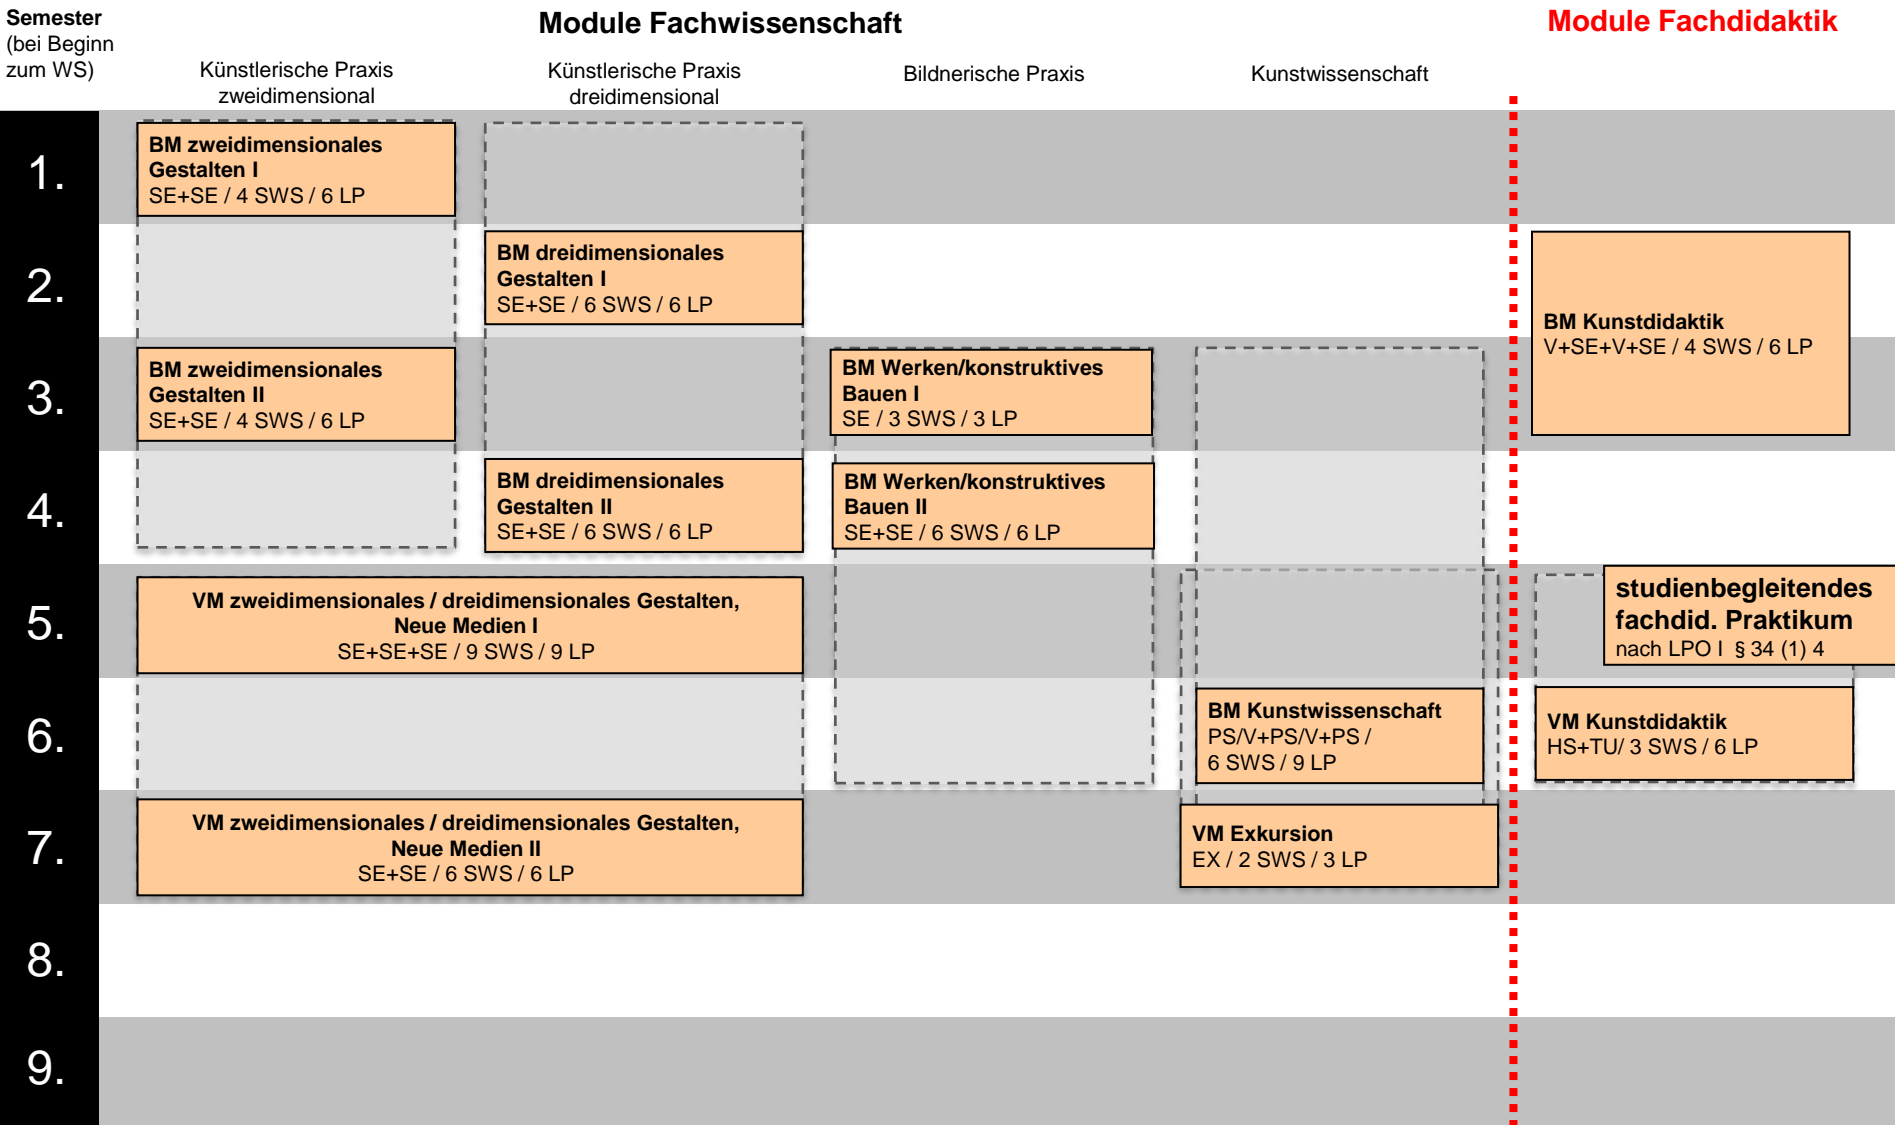 Semester
(bei Beginn
zum WS)
Module Fachwissenschaft
Module Fachdidaktik
Künstlerische Praxis
zweidimensional
Künstlerische Praxis
dreidimensional
Bildnerische Praxis
Kunstwissenschaft
1.
BM zweidimensionales
Gestalten I
SE+SE / 4 SWS / 6 LP
2.
BM dreidimensionales
Gestalten I
SE+SE / 6 SWS / 6 LP
BM Kunstdidaktik
V+SE+V+SE / 4 SWS / 6 LP
3.
BM zweidimensionales
Gestalten II
SE+SE / 4 SWS / 6 LP
BM Werken/konstruktives
Bauen I
SE / 3 SWS / 3 LP
4.
BM dreidimensionales
Gestalten II
SE+SE / 6 SWS / 6 LP
BM Werken/konstruktives
Bauen II
SE+SE / 6 SWS / 6 LP
5.
VM zweidimensionales / dreidimensionales Gestalten,
Neue Medien I
SE+SE+SE / 9 SWS / 9 LP
studienbegleitendes
fachdid. Praktikum
nach LPO I § 34 (1) 4
6.
BM Kunstwissenschaft
PS/V+PS/V+PS /
6 SWS / 9 LP
VM Kunstdidaktik
HS+TU/ 3 SWS / 6 LP
7.
VM zweidimensionales / dreidimensionales Gestalten,
Neue Medien II
SE+SE / 6 SWS / 6 LP
VM Exkursion
EX / 2 SWS / 3 LP
8.
9.